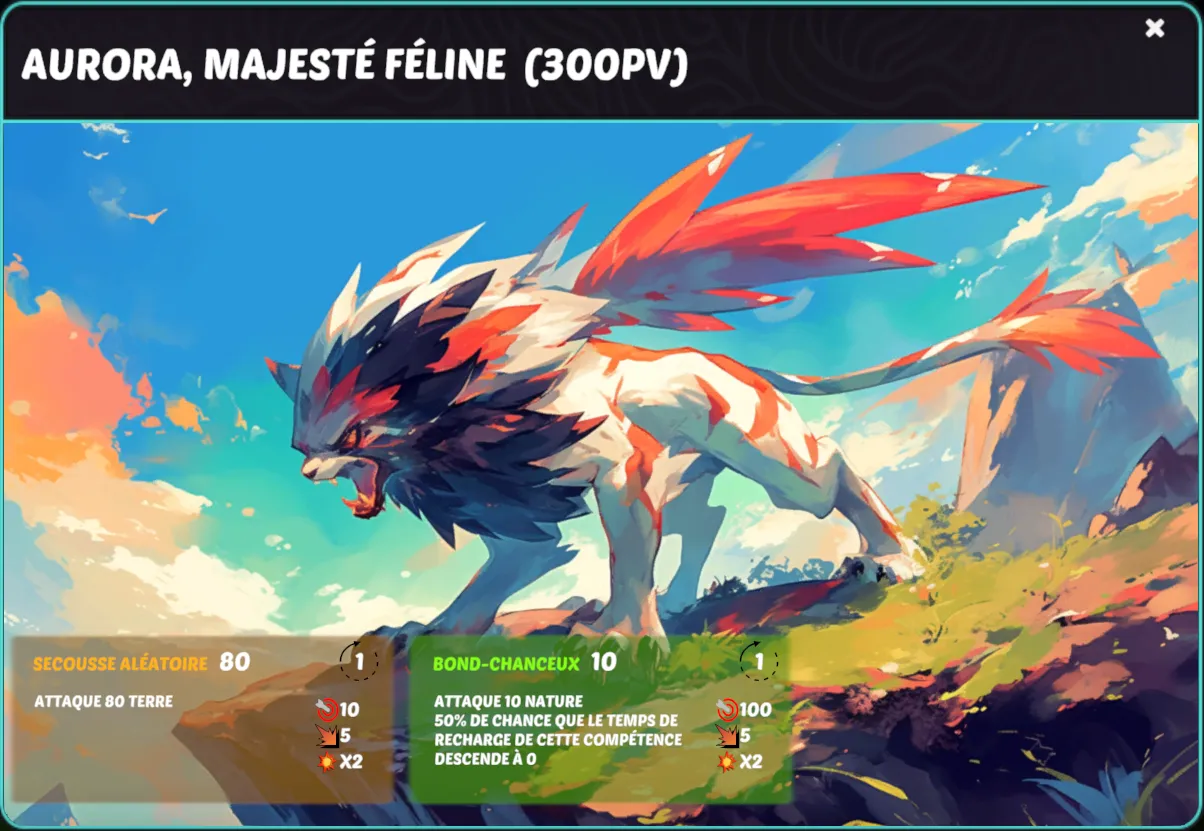 AURORA, MAJESTÉ FÉLINE (300PV)
SECOUSSE ALÉATOIRE 80
1
ATTAQUE 80 TERRE
10
5
X2
BOND-CHANCEUX 10
1
ATTAQUE 10 NATURE
50% DE CHANCE QUE LE TEMPS DE
RECHARGE DE CETTE COMPÉTENCE
DESCENDE À 0
100
5
X2